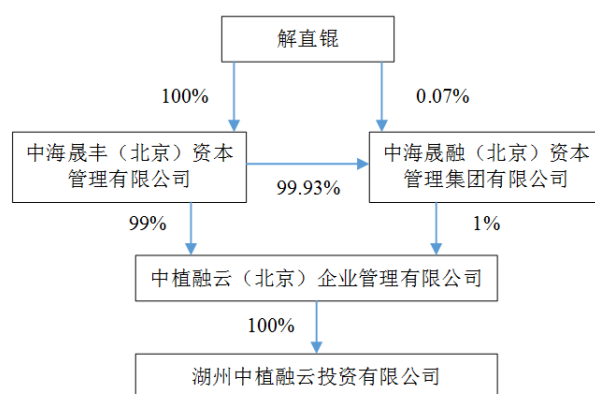 解直锟
100%
0.07%
中海晟丰（北京）资本
管理有限公司
中海晟融（北京）资本
管理集团有限公司
99.93%
99%
1%
中植融云（北京）企业管理有限公司
100%
湖州中植融云投资有限公司